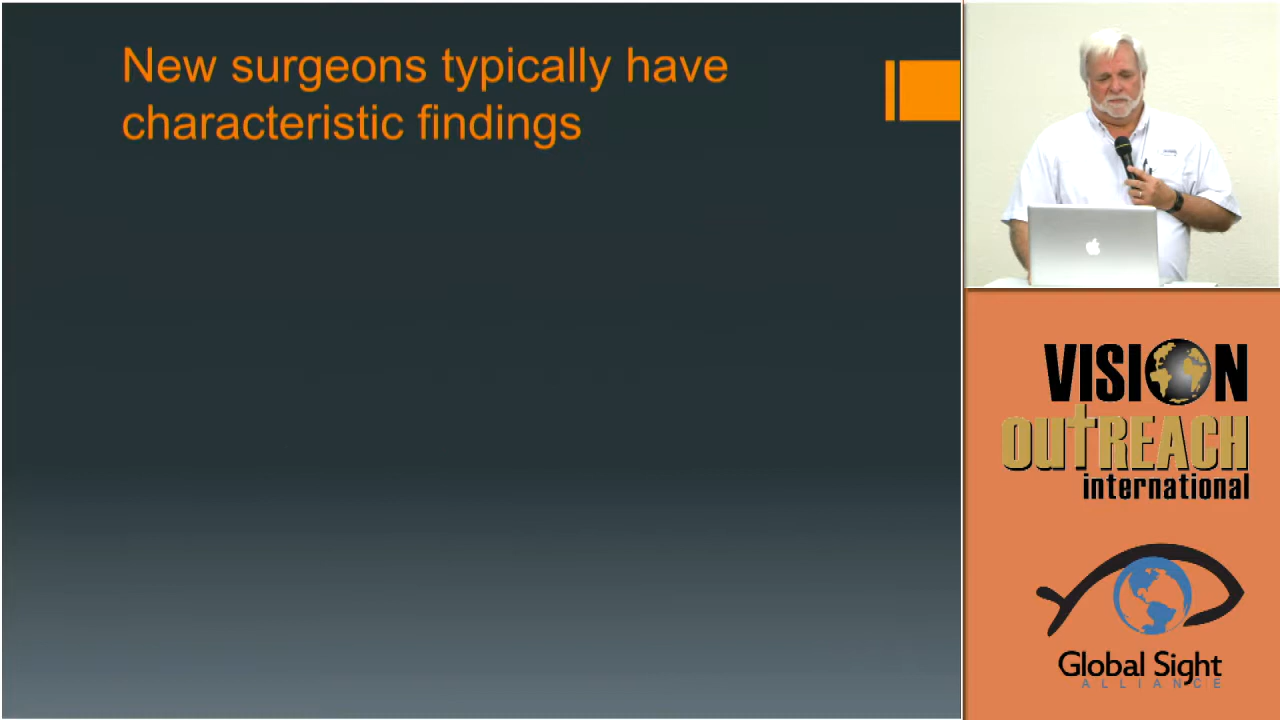 New surgeons typically have
characteristic findings
VISION
OUTREACH
international
Global Sight
ALLIANCE